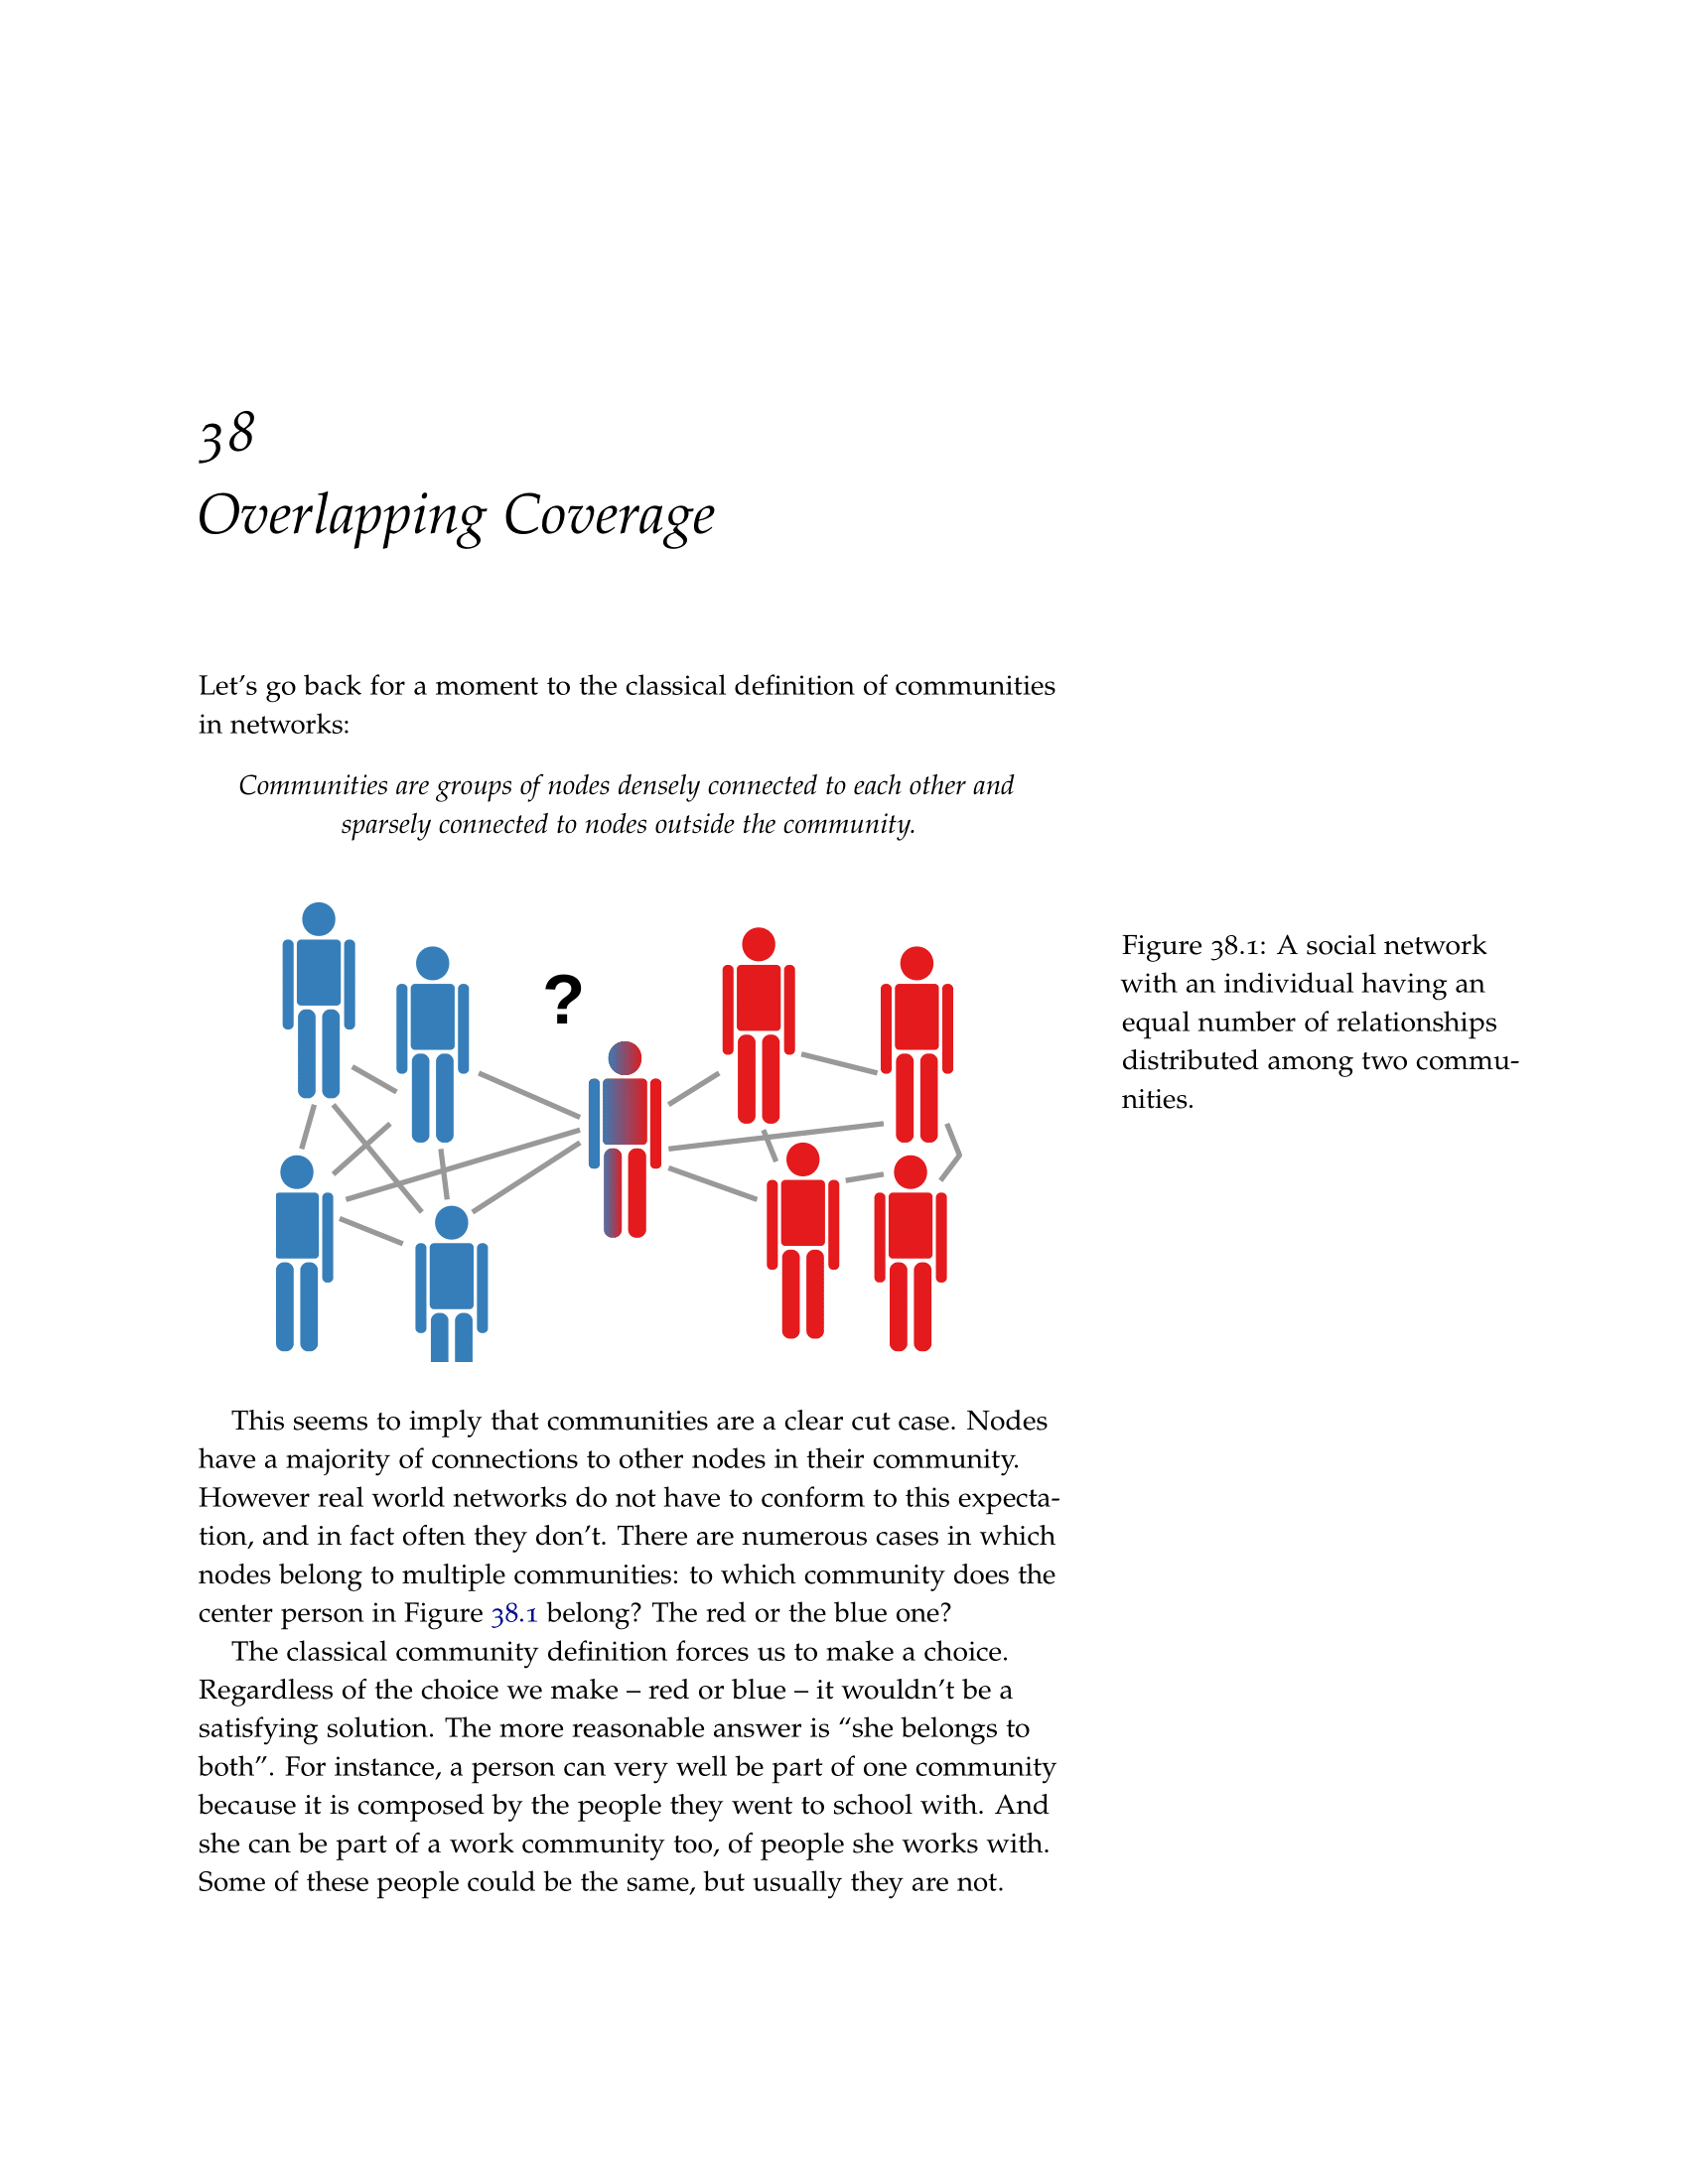 38
Overlapping Coverage
Let’s go back for a moment to the classical definition of communities
in networks:
Communities are groups of nodes densely connected to each other and
sparsely connected to nodes outside the community.
?
Figure 38.1: A social network
with an individual having an
equal number of relationships
distributed among two commu-
nities.
This seems to imply that communities are a clear cut case. Nodes
have a majority of connections to other nodes in their community.
However real world networks do not have to conform to this expecta-
tion, and in fact often they don’t. There are numerous cases in which
nodes belong to multiple communities: to which community does the
center person in Figure 38.1 belong? The red or the blue one?
The classical community definition forces us to make a choice.
Regardless of the choice we make – red or blue – it wouldn’t be a
satisfying solution. The more reasonable answer is “she belongs to
both”. For instance, a person can very well be part of one community
because it is composed by the people they went to school with. And
she can be part of a work community too, of people she works with.
Some of these people could be the same, but usually they are not.